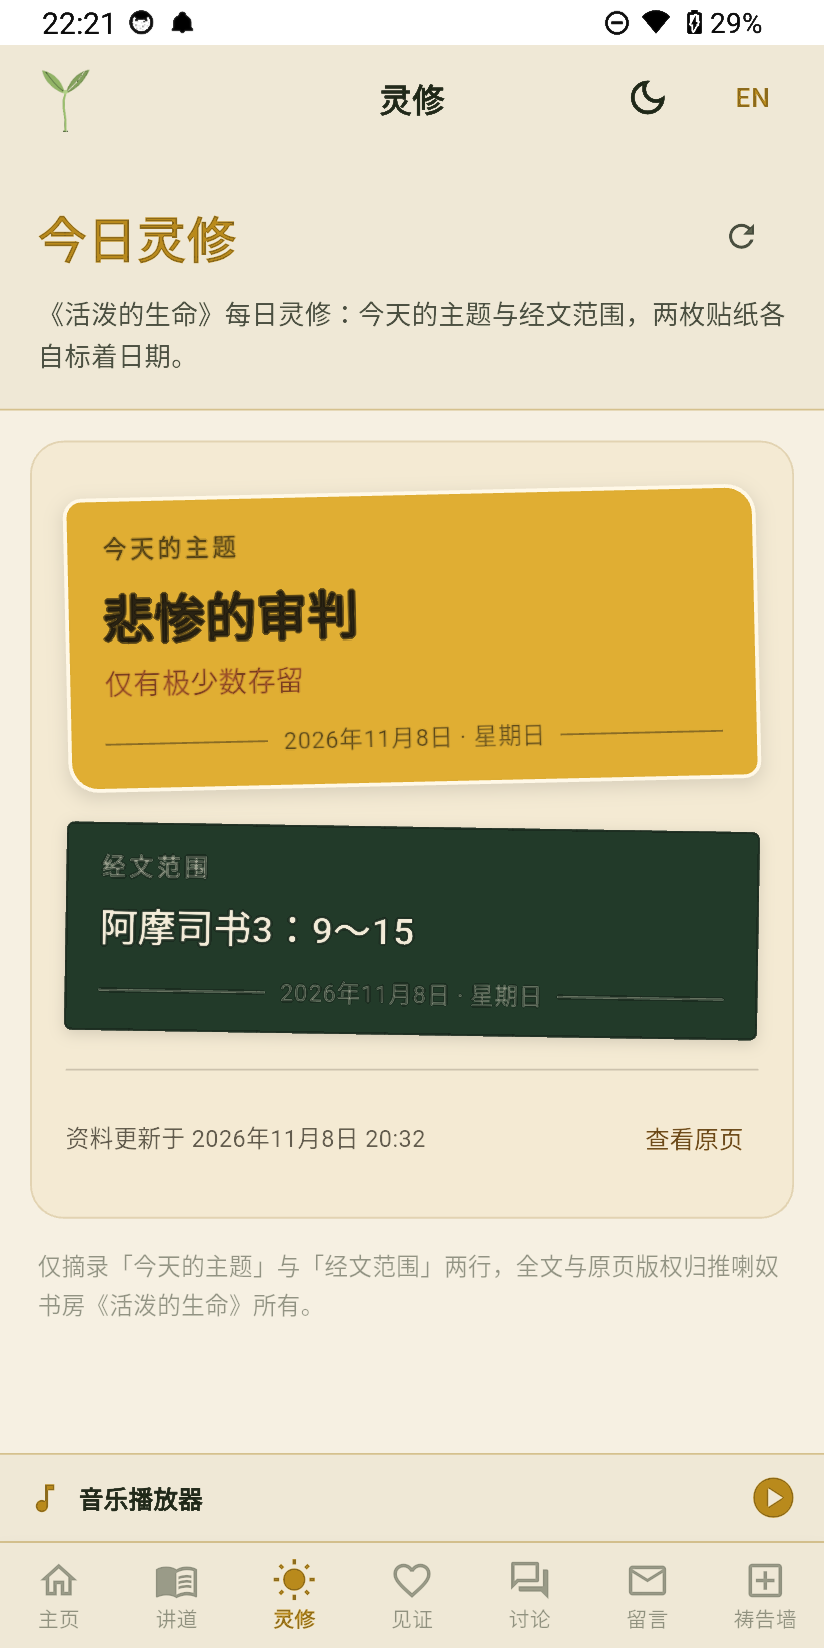 22:21
29%
灵修
EN
今日灵修
《活泼的生命》每日灵修：今天的主题与经文范围，两枚贴纸各
自标着日期。
今天的主题
悲惨的审判
仅有极少数存留
2026年11月8日 · 星期日
经文范围
阿摩司书3：9～15
2026年11月8日 · 星期日
资料更新于 2026年11月8日 20:32
查看原页
仅摘录「今天的主题」与「经文范围」两行，全文与原页版权归推喇奴
书房《活泼的生命》所有。
音乐播放器
主页
讲道
灵修
见证
讨论
留言
祷告墙